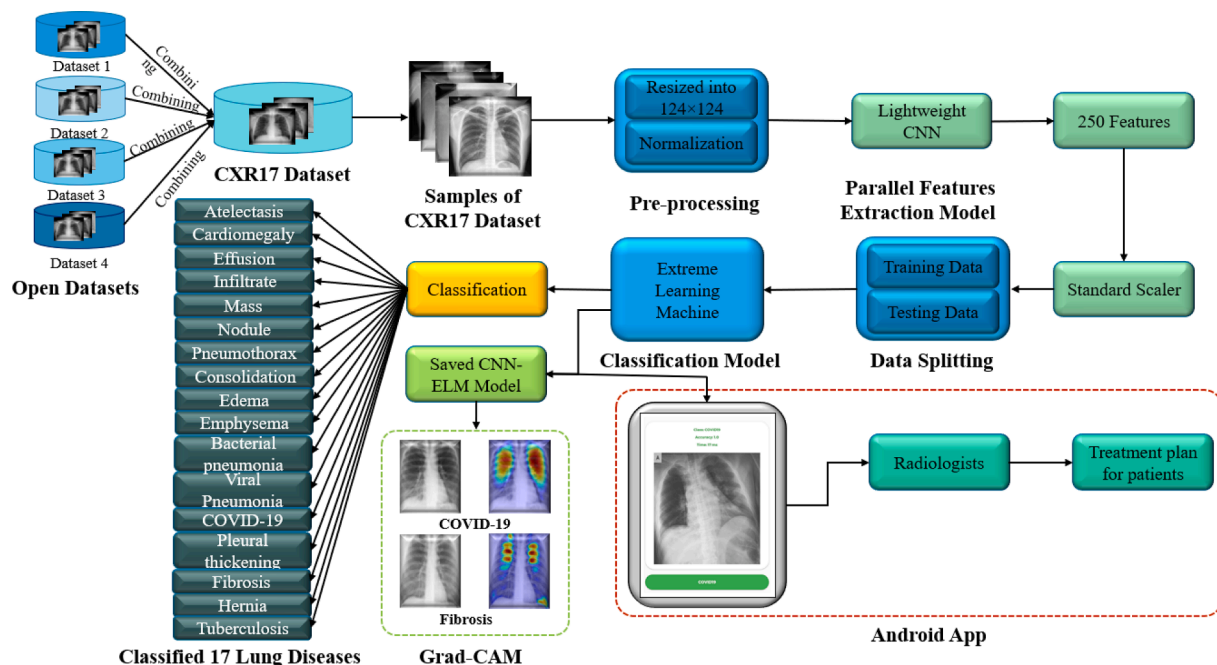 Dataset 1
Dataset 2
Dataset 3
Dataset 4
Open Datasets
Combini
ng
Combining
Combining
Combining
CXR17 Dataset
Samples of
CXR17 Dataset
Resized into
124×124
Normalization
Pre-processing
Lightweight
CNN
Parallel Features
Extraction Model
250 Features
Standard Scaler
Training Data
Testing Data
Data Splitting
Extreme
Learning
Machine
Classification Model
Classification
Saved CNN-
ELM Model
Atelectasis
Cardiomegaly
Effusion
Infiltrate
Mass
Nodule
Pneumothorax
Consolidation
Edema
Emphysema
Bacterial
pneumonia
Viral
Pneumonia
COVID-19
Pleural
thickening
Fibrosis
Hernia
Tuberculosis
Classified 17 Lung Diseases
COVID-19
Fibrosis
Grad-CAM
Class: COVID19
A
COVID19
Radiologists
Treatment plan
for patients
Android App